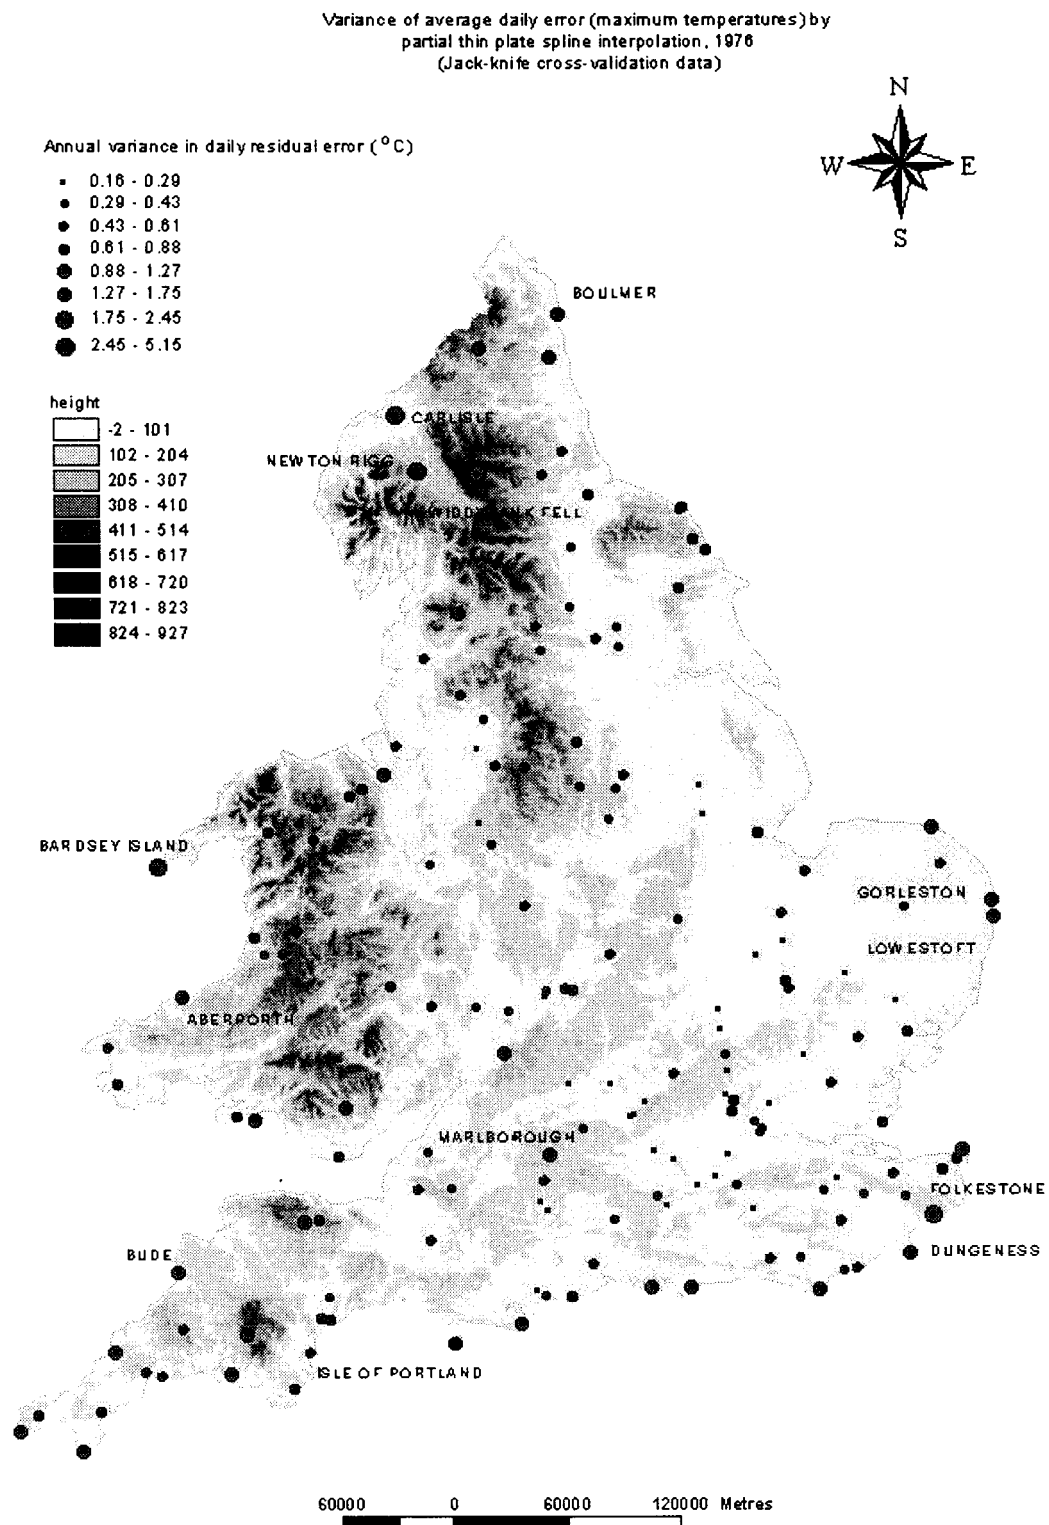 Variance of average daily error (maximum temperatures) by
partial thin plate spline interpolation, 1976
(Jack-knife cross-validation data)
N
W E
S
Annual variance in daily residual error (°C)
0.16 - 0.29
0.29 - 0.43
0.43 - 0.61
0.61 - 0.88
0.88 - 1.27
1.27 - 1.75
1.75 - 2.45
2.45 - 5.15
height
-2 - 101
102 - 204
205 - 307
308 - 410
411 - 514
515 - 617
618 - 720
721 - 823
824 - 927
BOULMER
CARLISLE
NEWTON RIGG
FELL
BARDSEY ISLAND
GORLESTON
LOWESTOFT
ABERPORTH
MARLBOROUGH
FOLKESTONE
BUDE
DUNGENESS
ISLE OF PORTLAND
60000 0 60000 120000 Metres